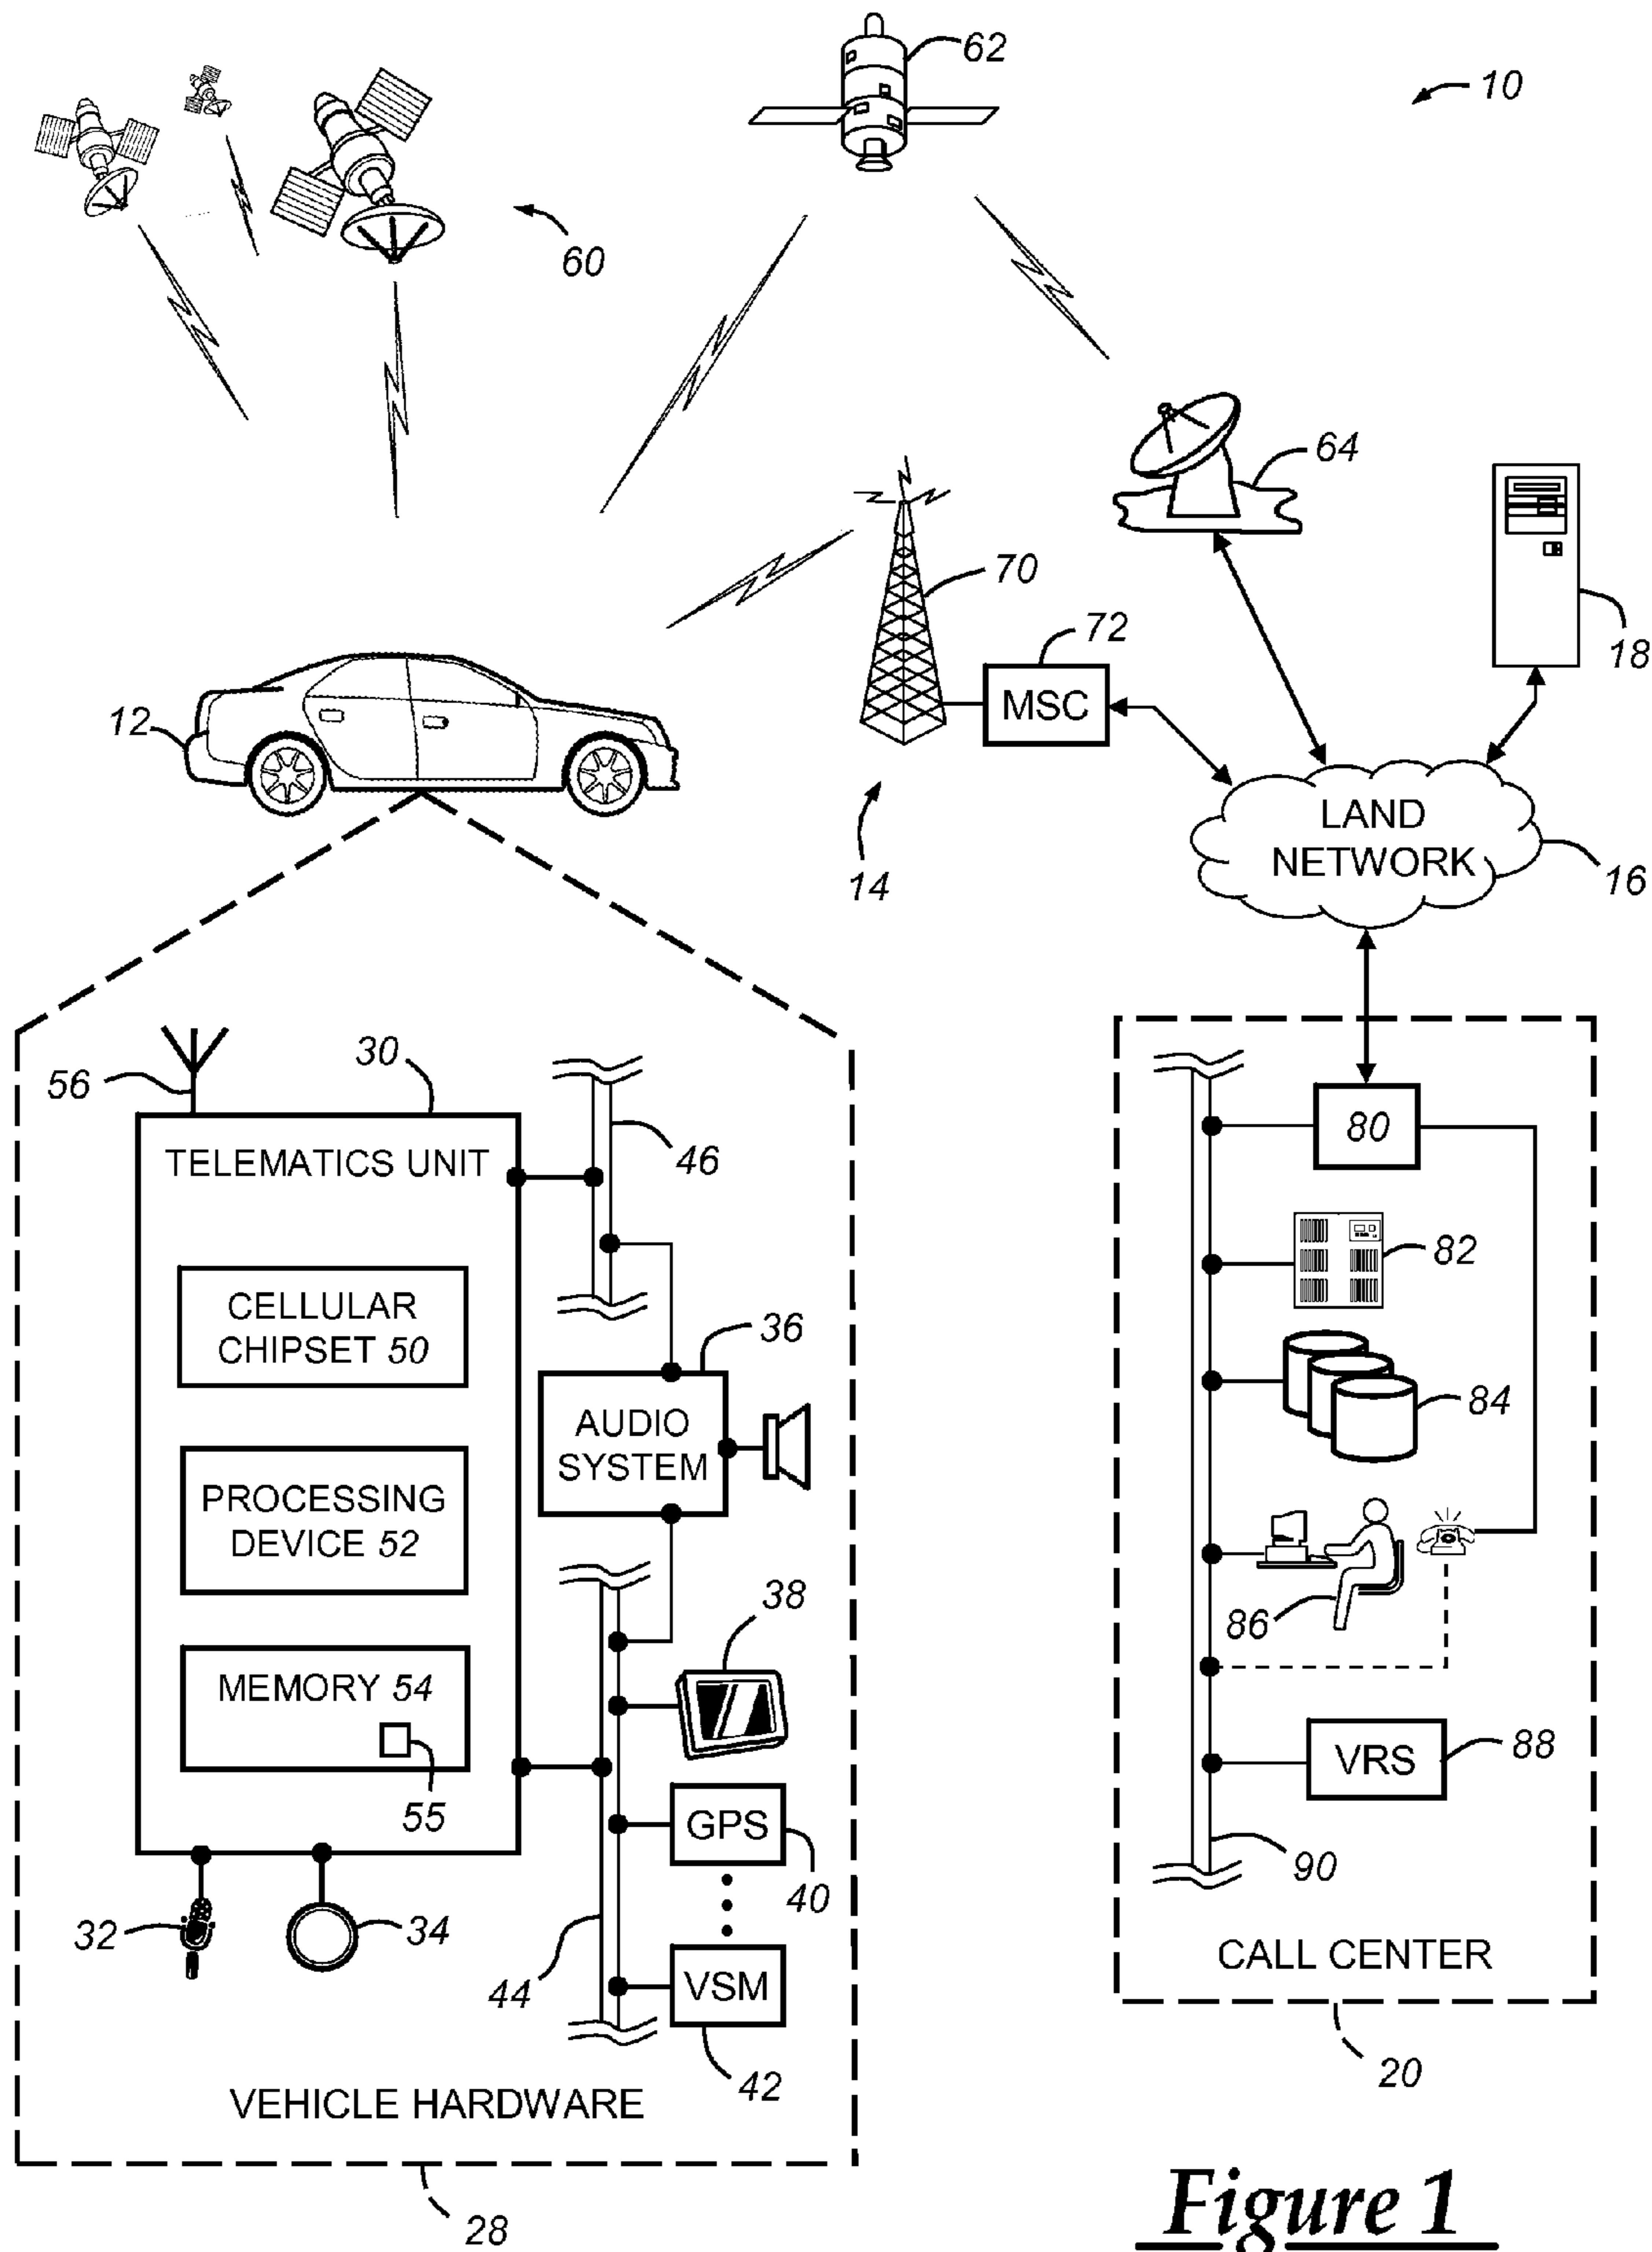 62
10
60
64
70
72
18
MSC
12
LAND
NETWORK
14
16
30
56
TELEMATICS UNIT
46
80
82
CELLULAR
CHIPSET 50
36
AUDIO
SYSTEM
84
PROCESSING
DEVICE 52
38
86
MEMORY 54
55
VRS
88
GPS
40
90
32
34
44
VSM
CALL CENTER
42
20
VEHICLE HARDWARE
28
Figure 1